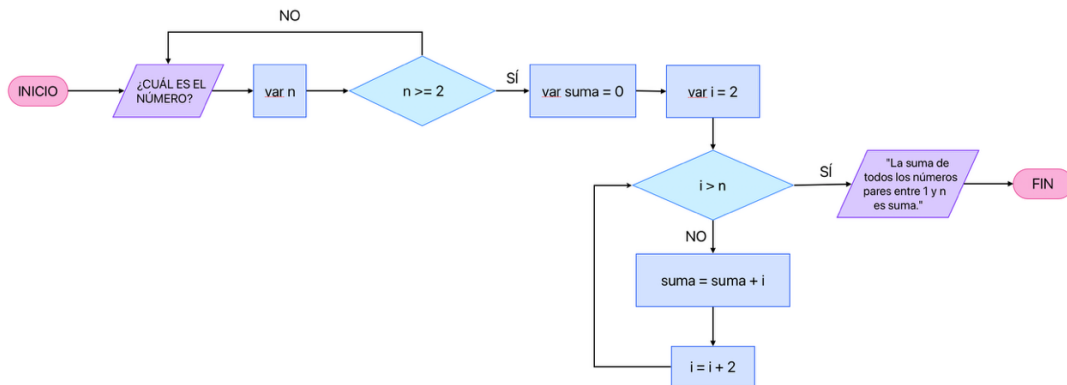 NO
INICIO
¿CUÁL ES EL
NÚMERO?
var n
n >= 2
SÍ
var suma = 0
var i = 2
i > n
SÍ
"La suma de
todos los números
pares entre 1 y n
es suma."
FIN
NO
suma = suma + i
i = i + 2